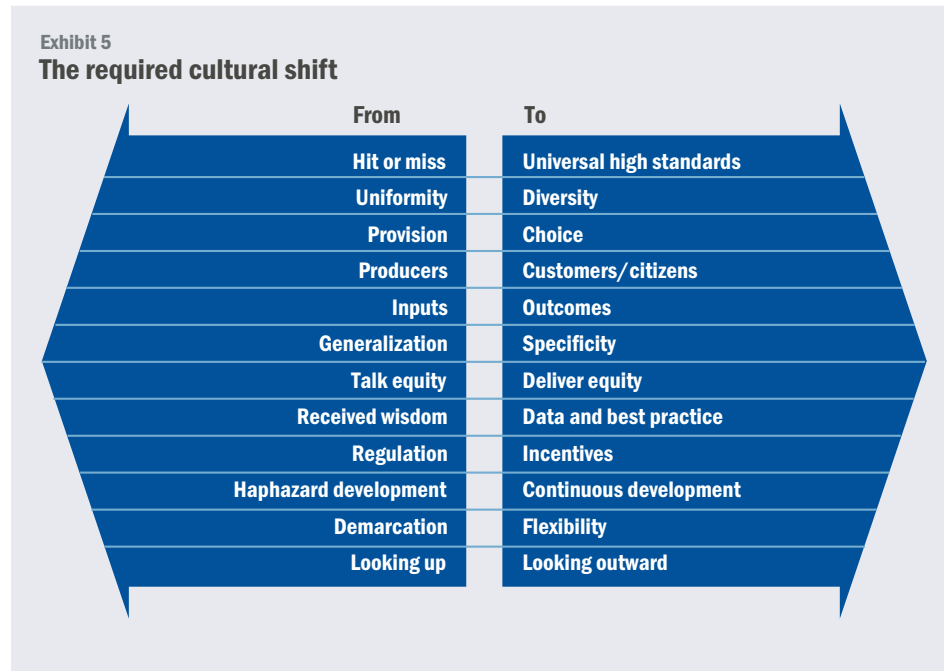 Exhibit 5
The required cultural shift
From To
Hit or miss Universal high standards
Uniformity Diversity
Provision Choice
Producers Customers/citizens
Inputs Outcomes
Generalization Specificity
Talk equity Deliver equity
Received wisdom Data and best practice
Regulation Incentives
Haphazard development Continuous development
Demarcation Flexibility
Looking up Looking outward